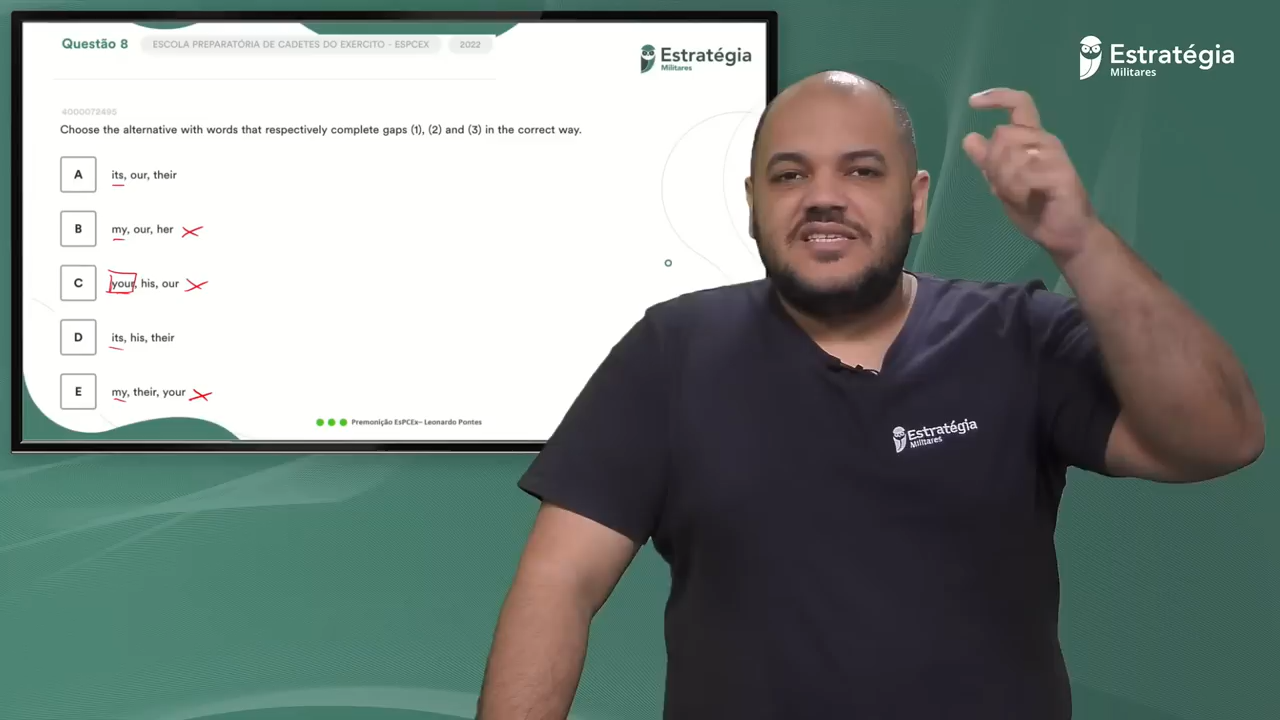 Questão 8 ESCOLA PREPARATÓRIA DE CADETES DO EXERCITO - ESPCEX 2022
Estratégia
Militares
4000072495
Choose the alternative with words that respectively complete gaps (1), (2) and (3) in the correct way.
A its, our, their
B my, our, her
C your, his, our
D its, his, their
E my, their, your
Premonição EsPCEx– Leonardo Pontes
Estratégia
Militares
Estratégia
Militares